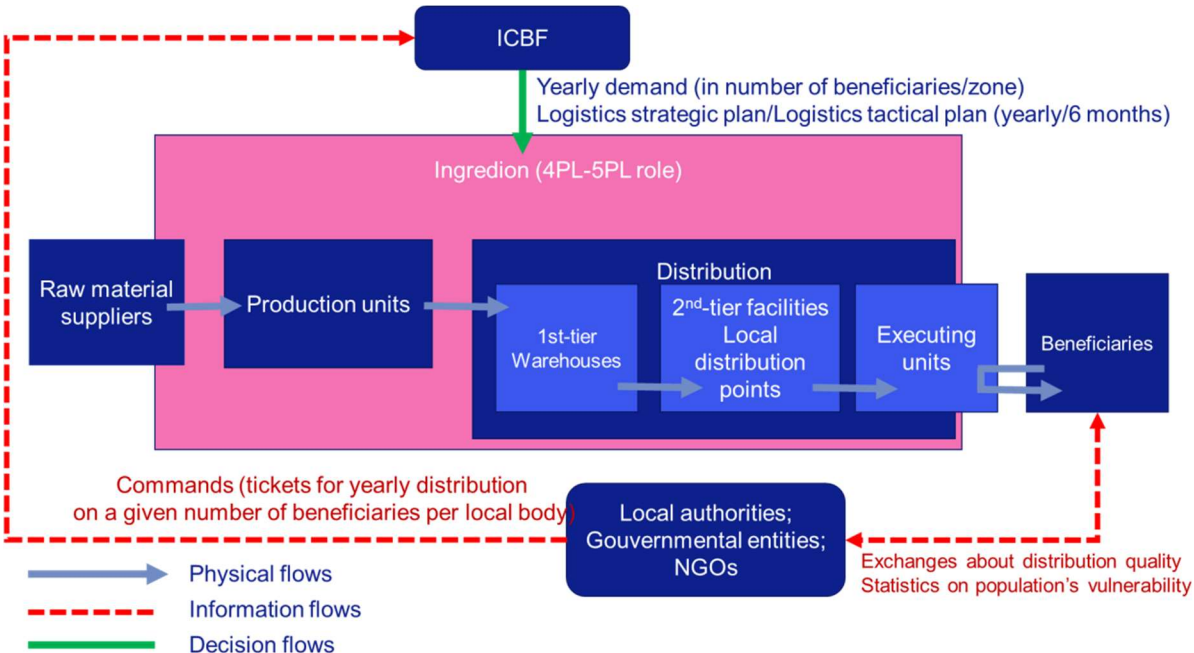 ICBF
Yearly demand (in number of beneficiaries/zone)
Logistics strategic plan/Logistics tactical plan (yearly/6 months)
Ingredion (4PL-5PL role)
Raw material
suppliers
Production units
Distribution
1st-tier
Warehouses
2nd-tier facilities
Local
distribution
points
Executing
units
Beneficiaries
Commands (tickets for yearly distribution
on a given number of beneficiaries per local body)
Local authorities;
Gouvermental entities;
NGOs
Exchanges about distribution quality
Statistics on population's vulnerability
Physical flows
Information flows
Decision flows